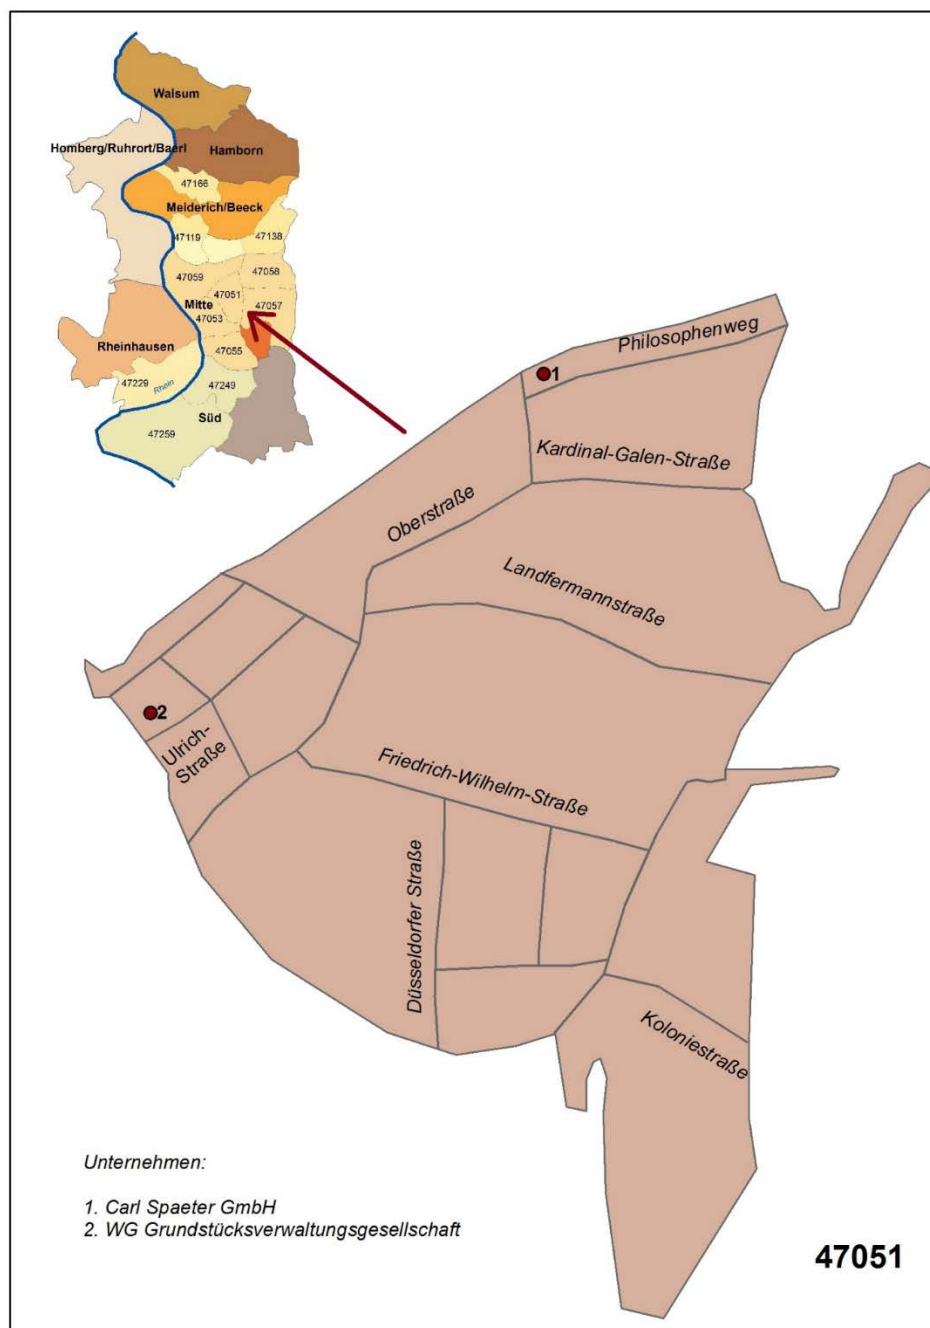 Walsum
Homberg/Ruhrort/Baerl
Hamborn
47166
Meiderich/Beeck
47119
47138
47059
47058
47051
Mitte
47057
47053
Rheinhausen
47055
47229
Rhein
47249
Süd
47259
Philosophenweg
1
Kardinal-Galen-Straße
Oberstraße
Landfermannstraße
2
Ulrich-
Straße
Friedrich-Wilhelm-Straße
Düsseldorfer Straße
Koloniestraße
Unternehmen:
1. Carl Spaeter GmbH
2. WG Grundstücksverwaltungsgesellschaft
47051